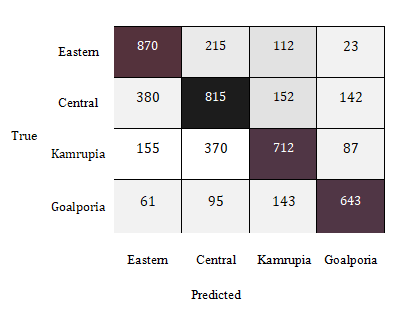 Eastern 870 215 112 23
Central 380 815 152 142
True
Kamrupia 155 370 712 87
Goalporia 61 95 143 643
Eastern Central Kamrupia Goalporia
Predicted